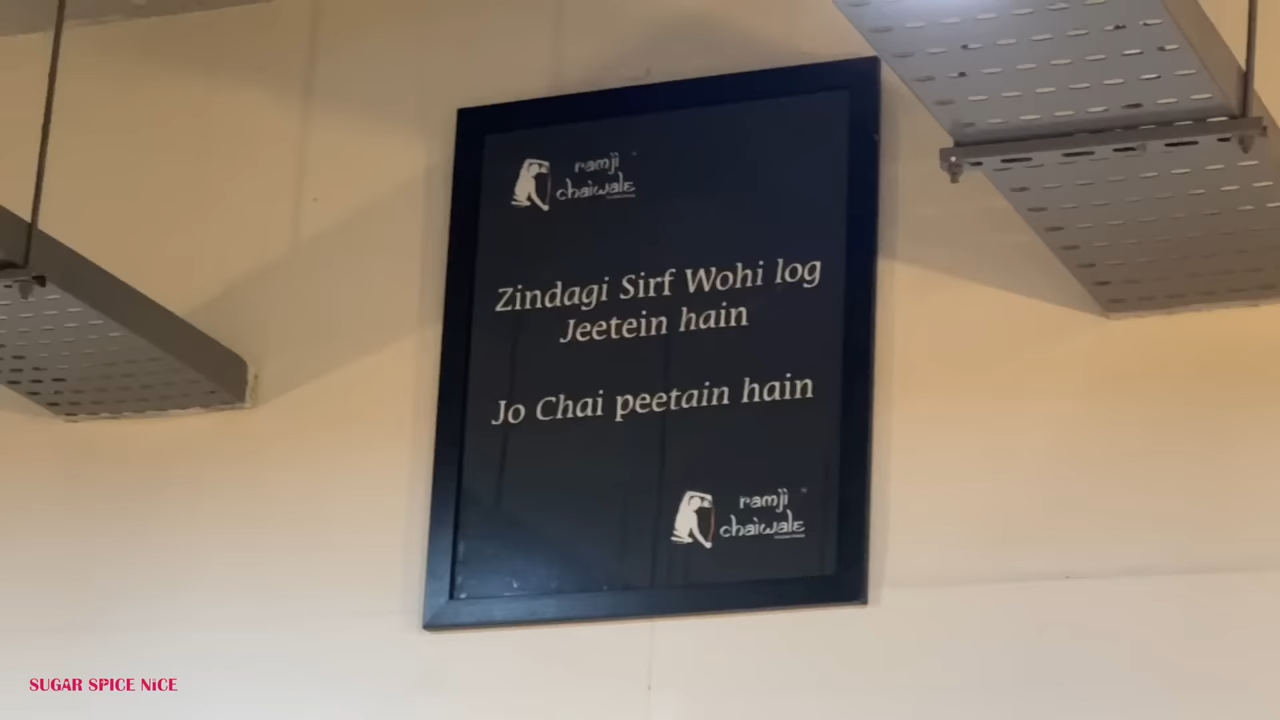 ramji
chaiwale
Zindagi Sirf Wohi log
Jeetein hain
Jo Chai peetain hain
ramji
chaiwale
SUGAR SPICE NiCE